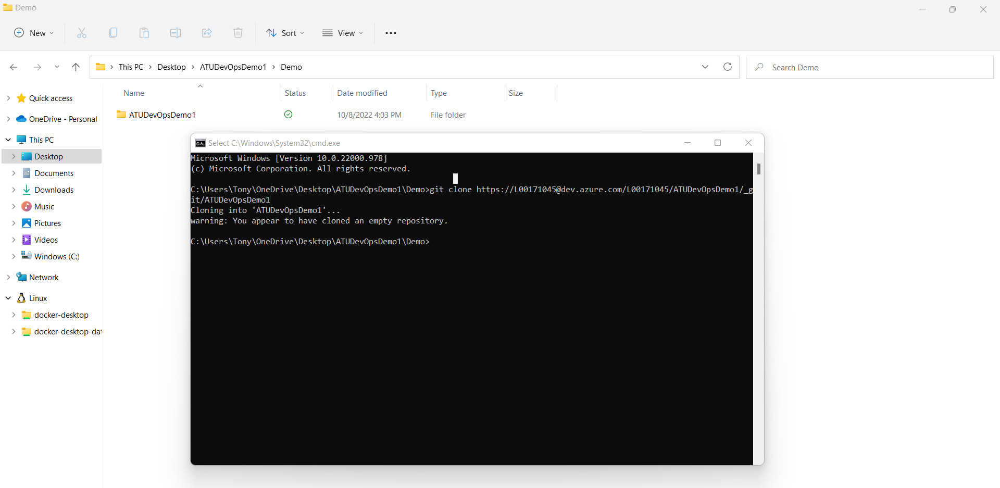 Demo
New
Sort
View
This PC > Desktop > ATUDevOpsDemo1 > Demo
Search Demo
Name Status Date modified Type Size
ATUDevOpsDemo1 10/8/2022 4:03 PM File folder
Quick access
OneDrive - Personal
This PC
Desktop
Documents
Downloads
Music
Pictures
Videos
Windows (C:)
Network
Linux
docker-desktop
docker-desktop-dat
Select C:\Windows\System32\cmd.exe
Microsoft Windows [Version 10.0.22000.978]
(c) Microsoft Corporation. All rights reserved.
C:\Users\Tony\OneDrive\Desktop\ATUDevOpsDemo1\Demo>git clone https://L00171045@dev.azure.com/L00171045/ATUDevOpsDemo1/_g
it/ATUDevOpsDemo1
Cloning into 'ATUDevOpsDemo1'...
warning: You appear to have cloned an empty repository.
C:\Users\Tony\OneDrive\Desktop\ATUDevOpsDemo1\Demo>